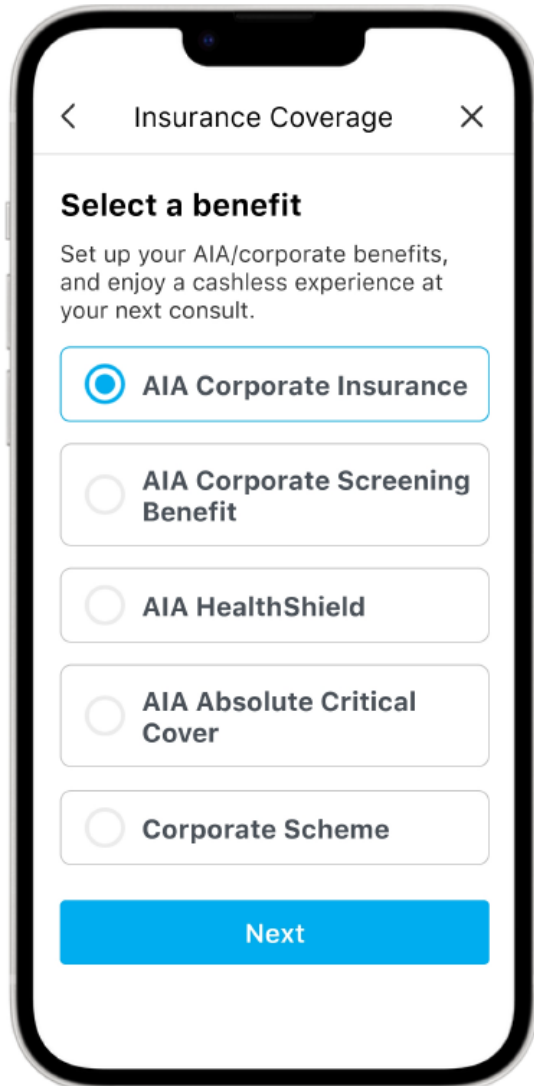 Insurance Coverage
Select a benefit
Set up your AIA/corporate benefits,
and enjoy a cashless experience at
your next consult.
AIA Corporate Insurance
AIA Corporate Screening
Benefit
AIA HealthShield
AIA Absolute Critical
Cover
Corporate Scheme
Next